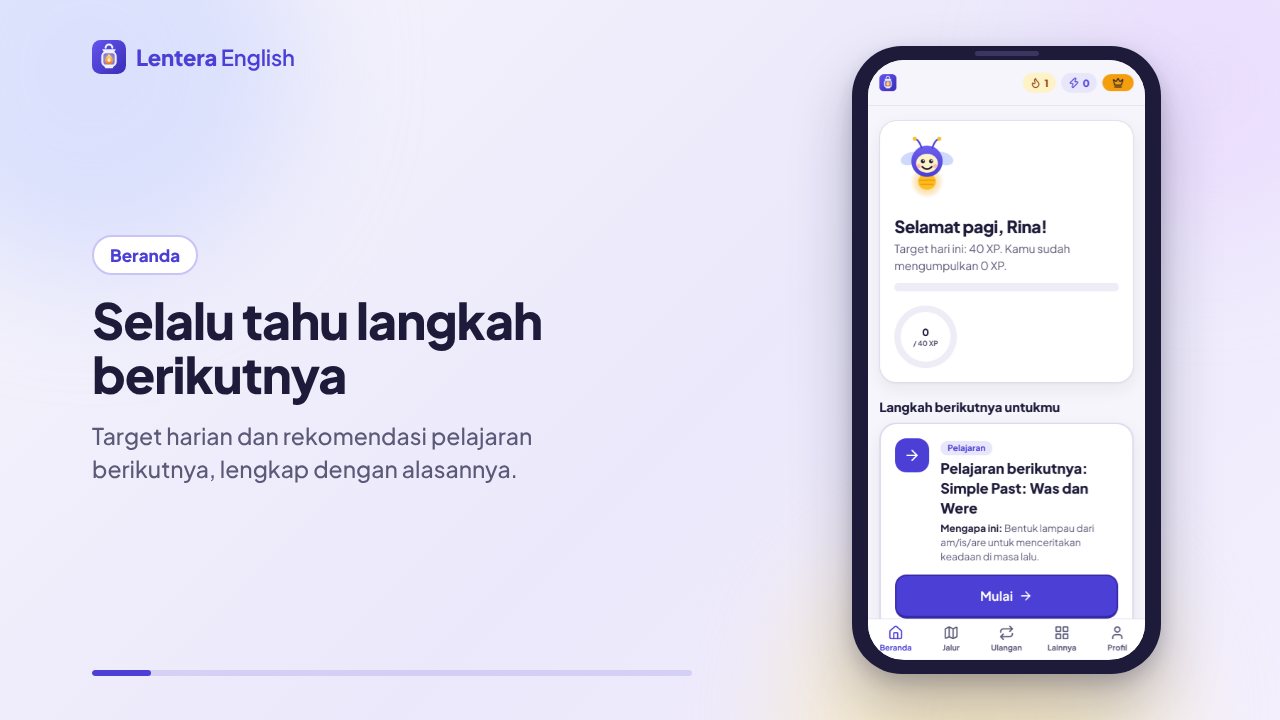 Lentera English
Beranda
Selalu tahu langkah
berikutnya
Target harian dan rekomendasi pelajaran
berikutnya, lengkap dengan alasannya.
1
0
Selamat pagi, Rina!
Target hari ini: 40 XP. Kamu sudah
mengumpulkan 0 XP.
0
/ 40 XP
Langkah berikutnya untukmu
Pelajaran
Pelajaran berikutnya:
Simple Past: Was dan
Were
Mengapa ini: Bentuk lampau dari
am/is/are untuk menceritakan
keadaan di masa lalu.
Mulai
Beranda Jalur Ulangan Lainnya Profil